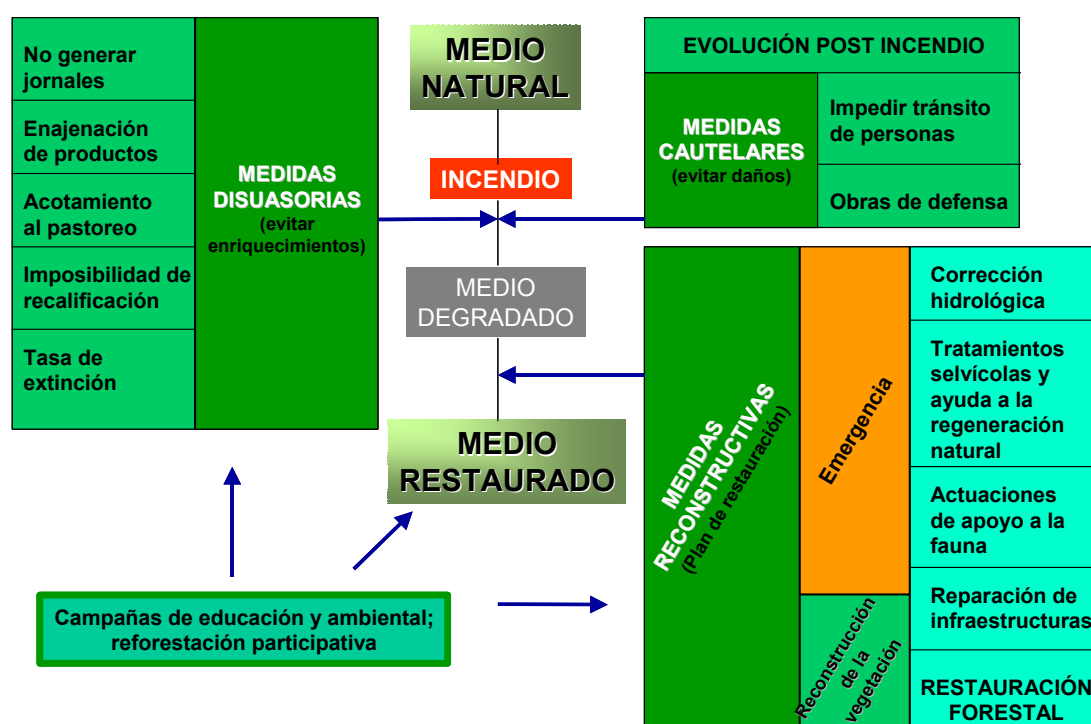 No generar
jornales
Enajenación
de productos
Acotamiento
al pastoreo
Imposibilidad de
recalificación
Tasa de
extinción
MEDIDAS
DISUASORIAS
(evitar
enriquecimientos)
MEDIO
NATURAL
INCENDIO
MEDIO
DEGRADADO
MEDIO
RESTAURADO
EVOLUCIÓN POST INCENDIO
MEDIDAS
CAUTELARES
(evitar daños)
Impedir tránsito
de personas
Obras de defensa
MEDIDAS
RECONSTRUCTIVAS
(Plan de restauración)
Emergencia
Reconstrucción
de la
vegetación
Corrección
hidrológica
Tratamientos
selvícolas y
ayuda a la
regeneración
natural
Actuaciones
de apoyo a la
fauna
Reparación de
infraestructuras
RESTAURACIÓN
FORESTAL
Campañas de educación y ambiental;
reforestación participativa